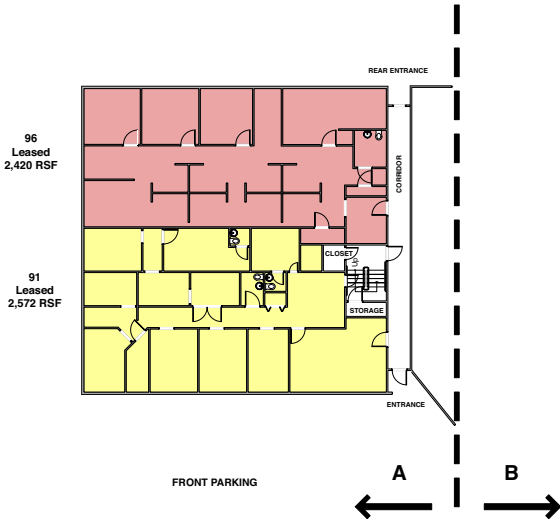 REAR ENTRANCE
96
Leased
2,420 RSF
CORRIDOR
CLOSET
91
Leased
2,572 RSF
STORAGE
ENTRANCE
A
B
FRONT PARKING